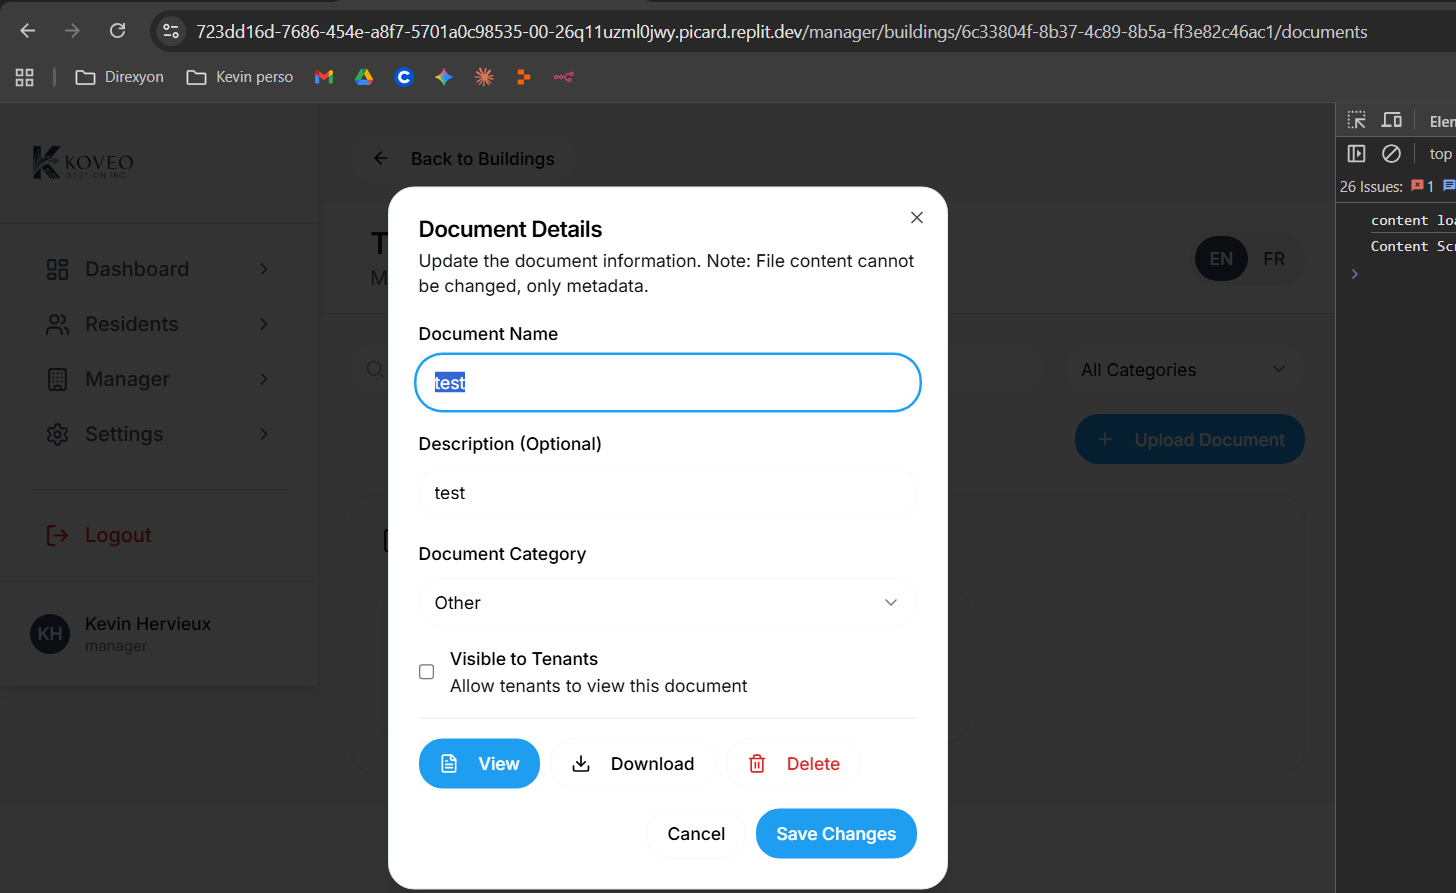 723dd16d-7686-454e-a8f7-5701a0c98535-00-26q11uzml0jwy.picard.replit.dev/manager/buildings/6c33804f-8b37-4c89-8b5a-ff3e82c46ac1/documents
Direxyon
Kevin perso
KOVEO
GESTION INC
Back to Buildings
Dashboard
Residents
Manager
Settings
Logout
KH
Kevin Hervieux
manager
EN
FR
All Categories
+ Upload Document
Document Details
Update the document information. Note: File content cannot
be changed, only metadata.
Document Name
test
Description (Optional)
test
Document Category
Other
Visible to Tenants
Allow tenants to view this document
View
Download
Delete
Cancel
Save Changes
top
26 Issues: 1
content
Content